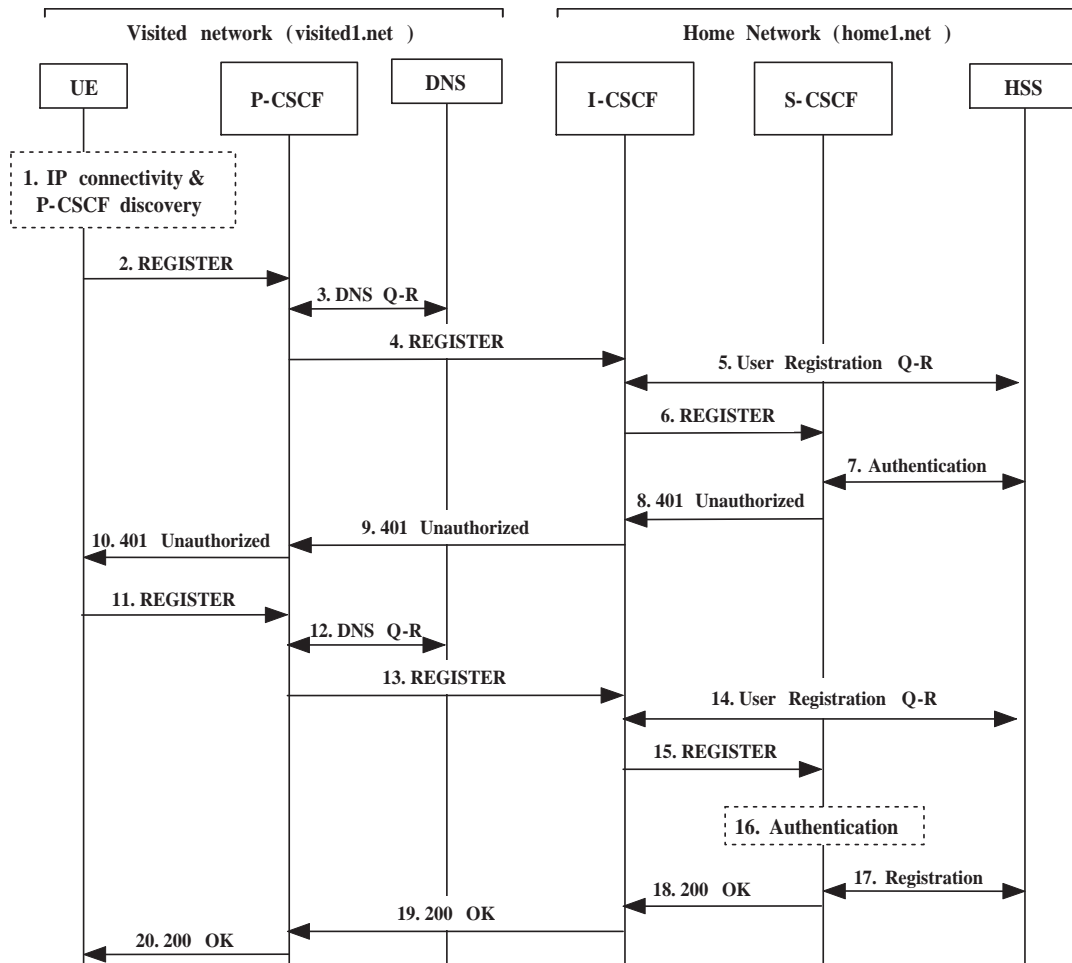 Visited network (visited1.net )
Home Network (home1.net )
UE
P-CSCF
DNS
I-CSCF
S-CSCF
HSS
1. IP connectivity &
P-CSCF discovery
2. REGISTER
3. DNS Q-R
4. REGISTER
5. User Registration Q-R
6. REGISTER
7. Authentication
8. 401 Unauthorized
9. 401 Unauthorized
10. 401 Unauthorized
11. REGISTER
12. DNS Q-R
13. REGISTER
14. User Registration Q-R
15. REGISTER
16. Authentication
17. Registration
18. 200 OK
19. 200 OK
20. 200 OK